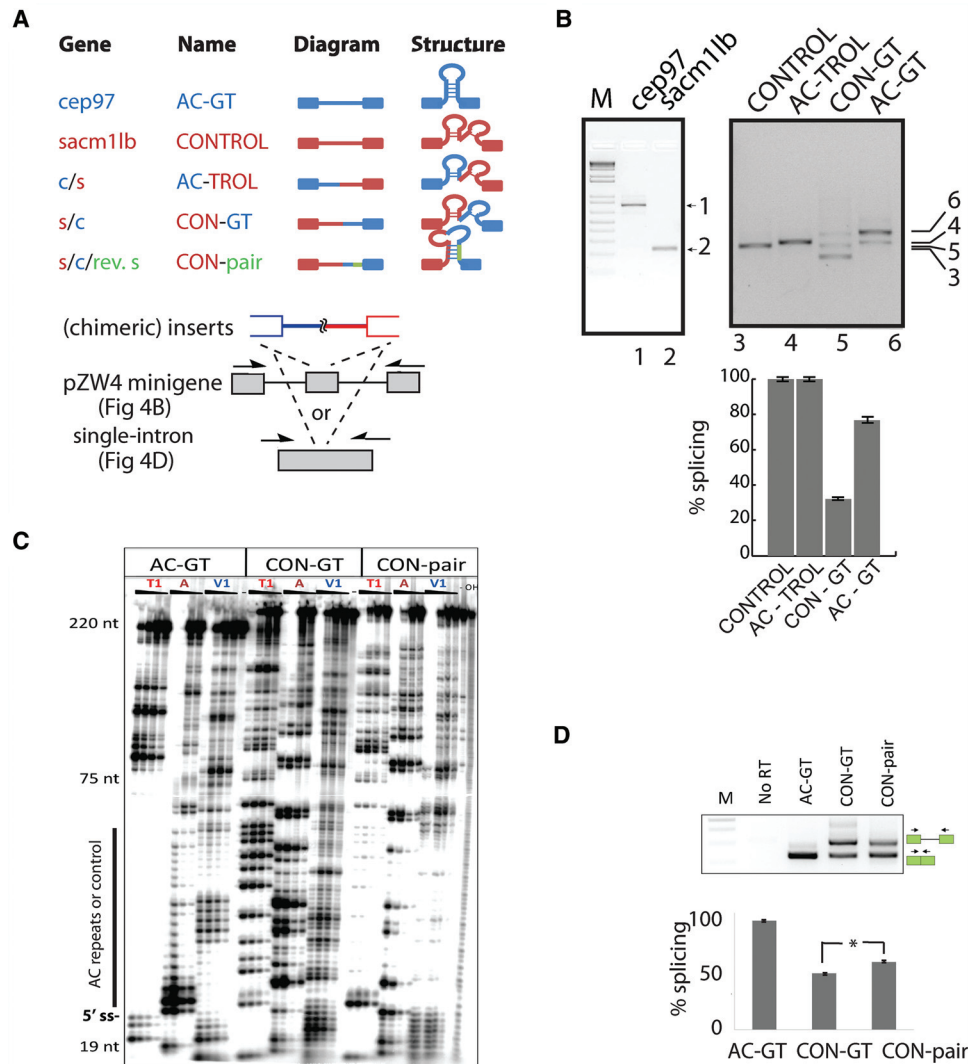 A
Gene Name Diagram Structure
cep97 AC-GT
sacm1lb CONTROL
c/s AC-TROL
s/c CON-GT
s/c/rev. s CON-pair
(chimeric) inserts
pZW4 minigene
(Fig 4B)
or
single-intron
(Fig 4D)
B
M cep97 sacm1lb
1
2
1 2
CONTROL AC-TROL CON-GT AC-GT
6
4
5
3
3 4 5 6
% splicing
100
80
40
20
0
CONTROL AC-TROL CON-GT AC-GT
C
AC-GT CON-GT CON-pair
T1 A V1 - T1 A V1 - T1 A V1 - OH
220 nt
75 nt
AC repeats or control
5' ss-
19 nt
D
M No RT AC-GT CON-GT CON-pair
% splicing
100
50
0
*
AC-GT CON-GT CON-pair